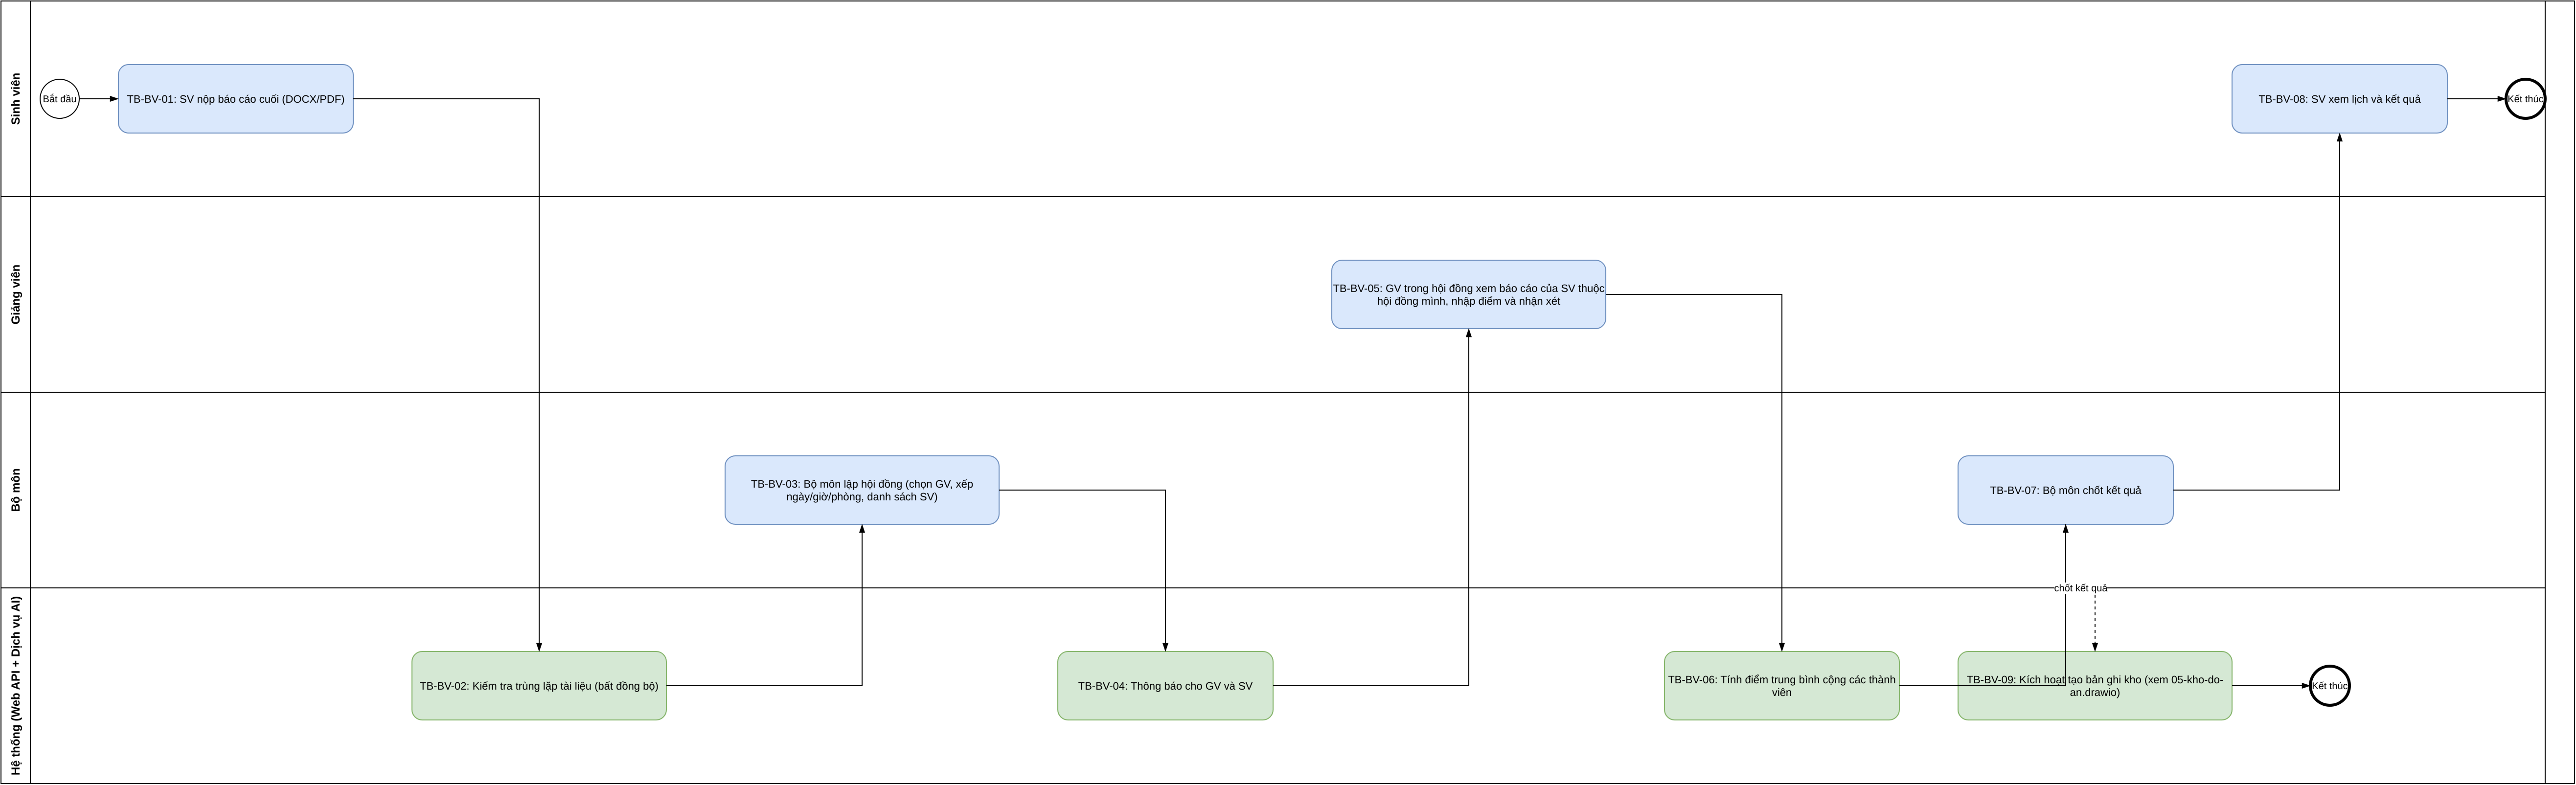 Sinh viên
Bắt đầu
TB-BV-01: SV nộp báo cáo cuối (DOCX/PDF)
TB-BV-08: SV xem lịch và kết quả
Kết thúc
Giảng viên
TB-BV-05: GV trong hội đồng xem báo cáo của SV thuộc
hội đồng mình, nhập điểm và nhận xét
Bộ môn
TB-BV-03: Bộ môn lập hội đồng (chọn GV, xếp
ngày/giờ/phòng, danh sách SV)
TB-BV-07: Bộ môn chốt kết quả
chốt kết quả
Hệ thống (Web API + Dịch vụ AI)
TB-BV-02: Kiểm tra trùng lặp tài liệu (bất đồng bộ)
TB-BV-04: Thông báo cho GV và SV
TB-BV-06: Tính điểm trung bình cộng các thành
viên
TB-BV-09: Kích hoạt tạo bản ghi kho (xem 05-kho-do-
an.drawio)
Kết thúc